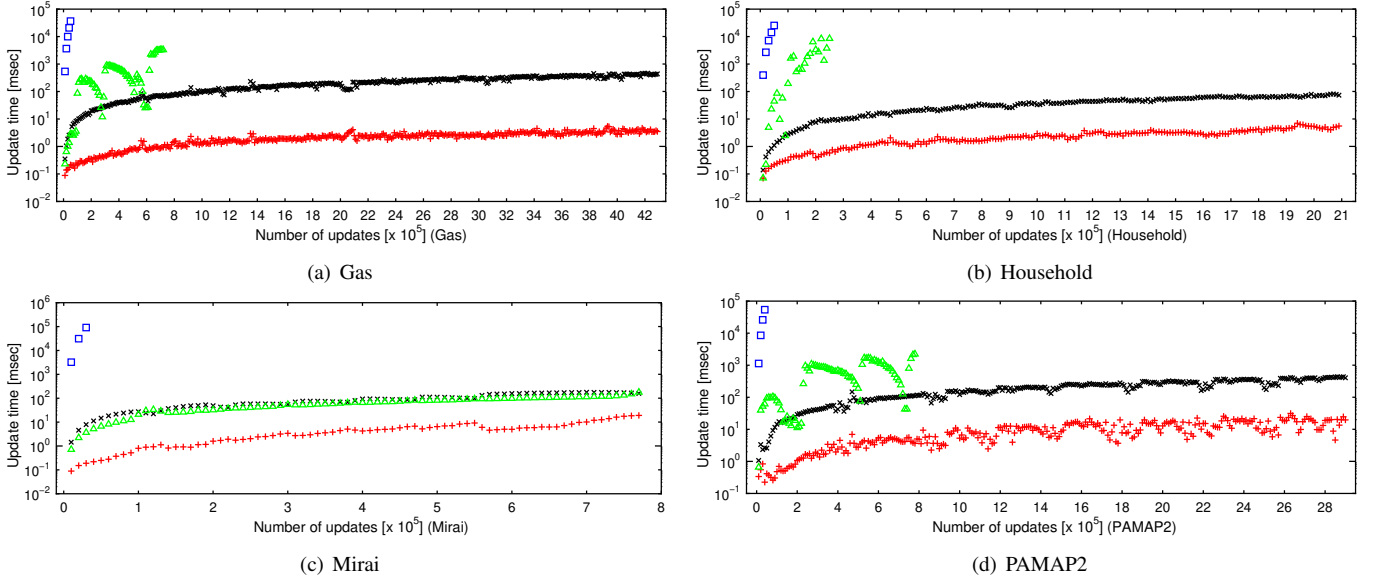 Update time [msec]
10^5
10^4
10^3
10^2
10^1
10^0
10^-1
10^-2
0 2 4 6 8 10 12 14 16 18 20 22 24 26 28 30 32 34 36 38 40 42
Number of updates [x 10^5] (Gas)
(a) Gas
Update time [msec]
10^5
10^4
10^3
10^2
10^1
10^0
10^-1
10^-2
0 1 2 3 4 5 6 7 8 9 10 11 12 13 14 15 16 17 18 19 20 21
Number of updates [x 10^5] (Household)
(b) Household
Update time [msec]
10^6
10^5
10^4
10^3
10^2
10^1
10^0
10^-1
10^-2
0 1 2 3 4 5 6 7 8
Number of updates [x 10^5] (Mirai)
(c) Mirai
Update time [msec]
10^5
10^4
10^3
10^2
10^1
10^0
10^-1
0 2 4 6 8 10 12 14 16 18 20 22 24 26 28
Number of updates [x 10^5] (PAMAP2)
(d) PAMAP2